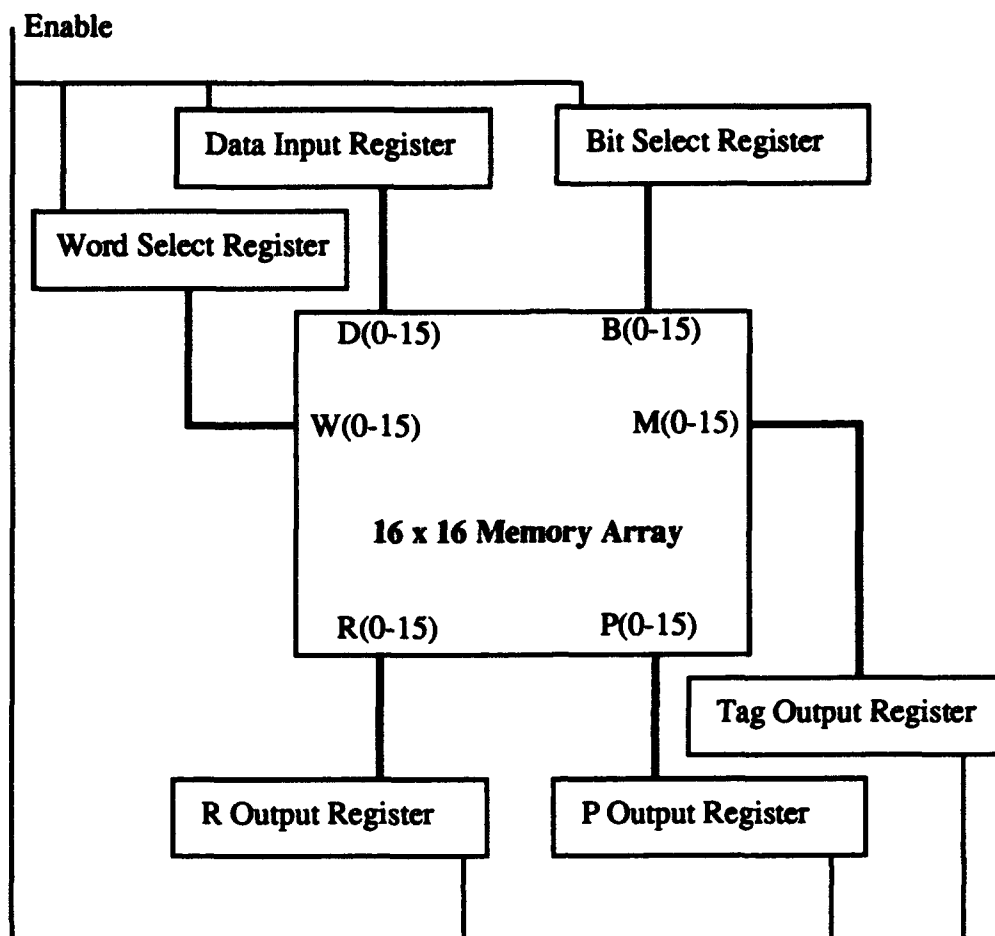 Enable
Data Input Register
Bit Select Register
Word Select Register
D(0-15)
B(0-15)
W(0-15)
M(0-15)
16 x 16 Memory Array
R(0-15)
P(0-15)
Tag Output Register
R Output Register
P Output Register